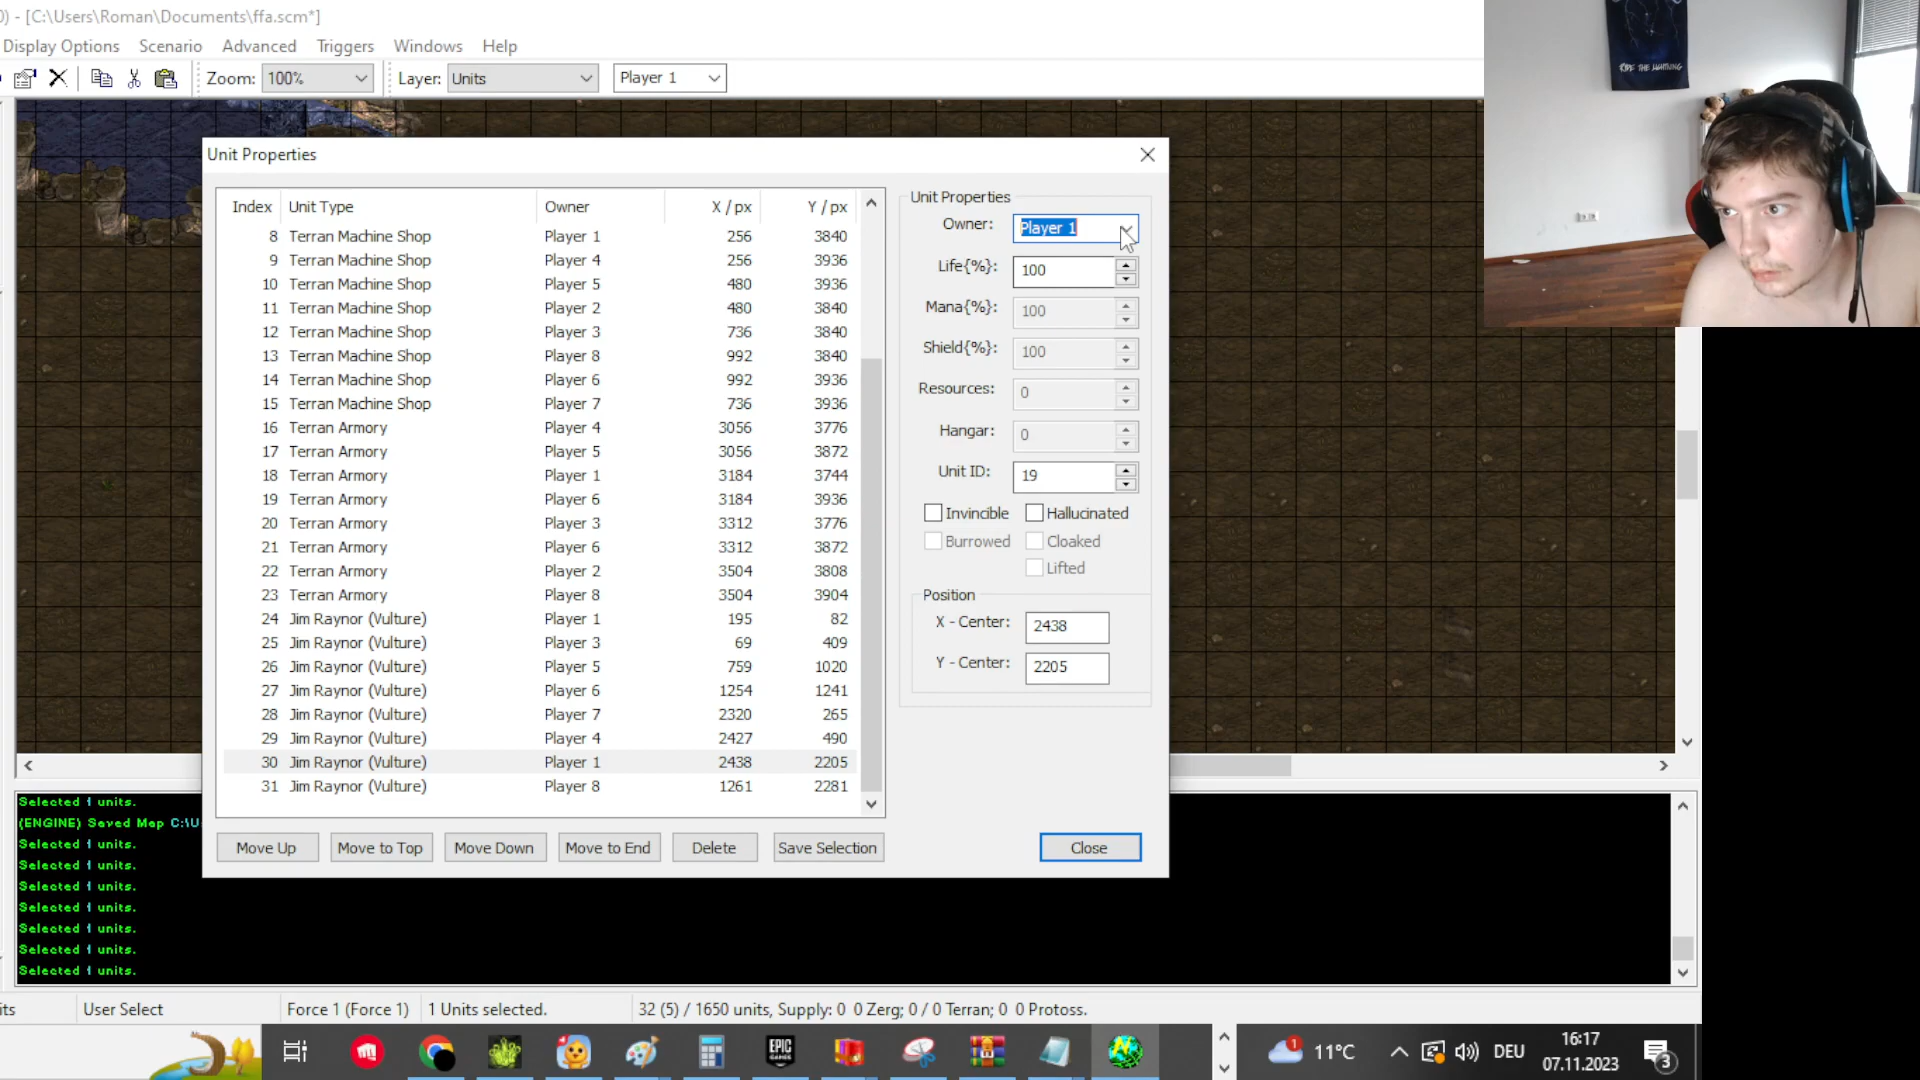 0) - [C:\Users\Roman\Documents\ffa.scm*]
Display Options Scenario Advanced Triggers Windows Help
Zoom: 100% Layer: Units Player 1
RIDE THE LIGHTNING
Unit Properties
Index Unit Type Owner X / px Y / px
8 Terran Machine Shop Player 1 256 3840
9 Terran Machine Shop Player 4 256 3936
10 Terran Machine Shop Player 5 480 3936
11 Terran Machine Shop Player 2 480 3840
12 Terran Machine Shop Player 3 736 3840
13 Terran Machine Shop Player 8 992 3840
14 Terran Machine Shop Player 6 992 3936
15 Terran Machine Shop Player 7 736 3936
16 Terran Armory Player 4 3056 3776
17 Terran Armory Player 5 3056 3872
18 Terran Armory Player 1 3184 3744
19 Terran Armory Player 6 3184 3936
20 Terran Armory Player 3 3312 3776
21 Terran Armory Player 6 3312 3872
22 Terran Armory Player 2 3504 3808
23 Terran Armory Player 8 3504 3904
24 Jim Raynor (Vulture) Player 1 195 82
25 Jim Raynor (Vulture) Player 3 69 409
26 Jim Raynor (Vulture) Player 5 759 1020
27 Jim Raynor (Vulture) Player 6 1254 1241
28 Jim Raynor (Vulture) Player 7 2320 265
29 Jim Raynor (Vulture) Player 4 2427 490
30 Jim Raynor (Vulture) Player 1 2438 2205
31 Jim Raynor (Vulture) Player 8 1261 2281
Unit Properties
Owner: Player 1
Life{%}: 100
Mana{%}: 100
Shield{%}: 100
Resources: 0
Hangar: 0
Unit ID: 19
Invincible Hallucinated
Burrowed Cloaked
Lifted
Position
X - Center: 2438
Y - Center: 2205
Move Up Move to Top Move Down Move to End Delete Save Selection Close
Selected 1 units.
(ENGINE) Saved Map C:\U
Selected 1 units.
Selected 1 units.
Selected 1 units.
Selected 1 units.
Selected 1 units.
Selected 1 units.
Selected 1 units.
its User Select Force 1 (Force 1) 1 Units selected. 32 (5) / 1650 units, Supply: 0 0 Zerg; 0 / 0 Terran; 0 0 Protoss.
EPIC GAMES 1 11°C DEU 16:17
07.11.2023 3